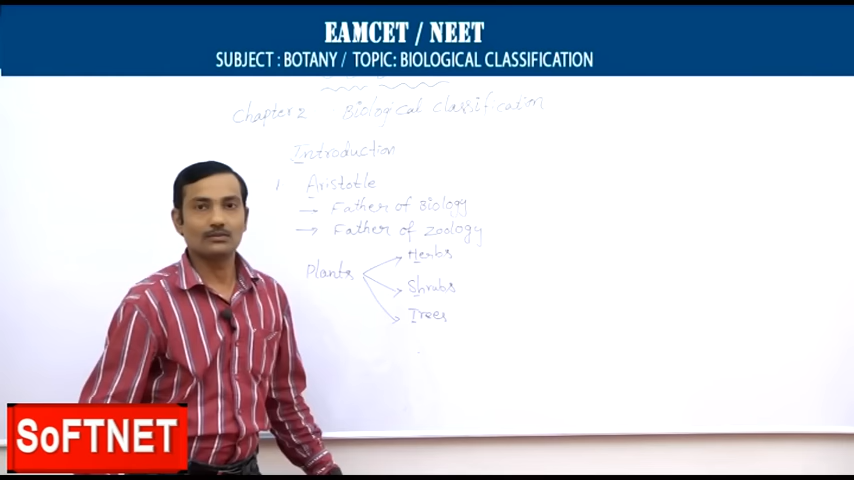 EAMCET / NEET
SUBJECT : BOTANY / TOPIC: BIOLOGICAL CLASSIFICATION
Chapter 2 Biological classification
Introduction
1 Aristotle
→ Father of Biology
→ Father of Zoology
Plants
Herbs
Shrubs
Trees
SoFTNET